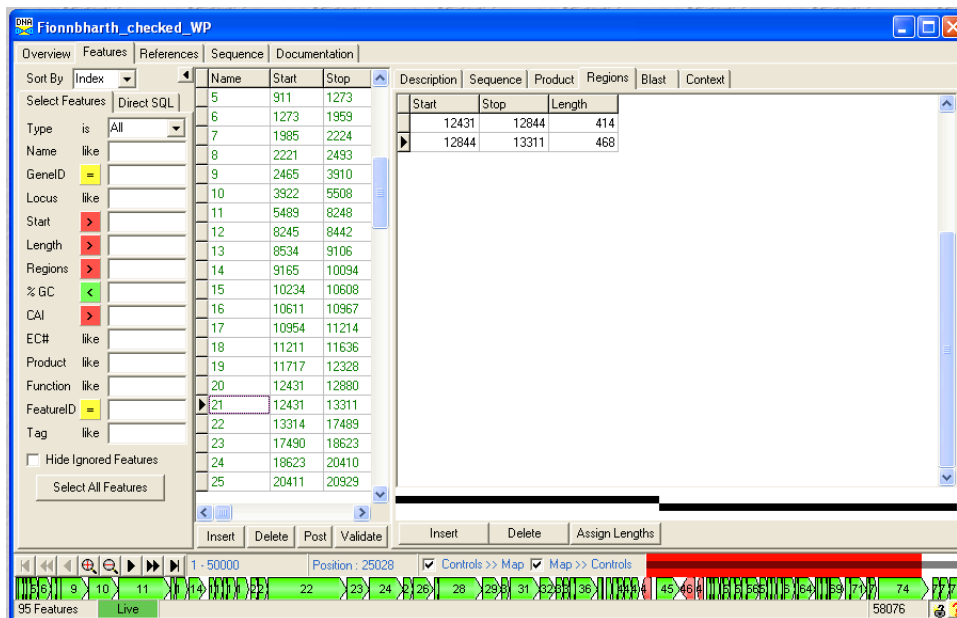 DNA Fionnbharth_checked_WP
Overview Features References Sequence Documentation
Sort By Index
Select Features Direct SQL
Type is All
Name like
GeneID =
Locus like
Start >
Length >
Regions >
% GC <
CAI >
EC# like
Product like
Function like
FeatureID =
Tag like
Hide Ignored Features
Select All Features
Name Start Stop
5 911 1273
6 1273 1959
7 1985 2224
8 2221 2493
9 2465 3910
10 3922 5508
11 5489 8248
12 8245 8442
13 8534 9106
14 9165 10094
15 10234 10608
16 10611 10967
17 10954 11214
18 11211 11636
19 11717 12328
20 12431 12880
21 12431 13311
22 13314 17489
23 17490 18623
24 18623 20410
25 20411 20929
Insert Delete Post Validate
Description Sequence Product Regions Blast Context
Start Stop Length
12431 12844 414
12844 13311 468
Insert Delete Assign Lengths
1 - 50000 Position : 25028 Controls >> Map Map >> Controls
9 10 11 22 23 24 28 31 36 45 74
95 Features Live 58076